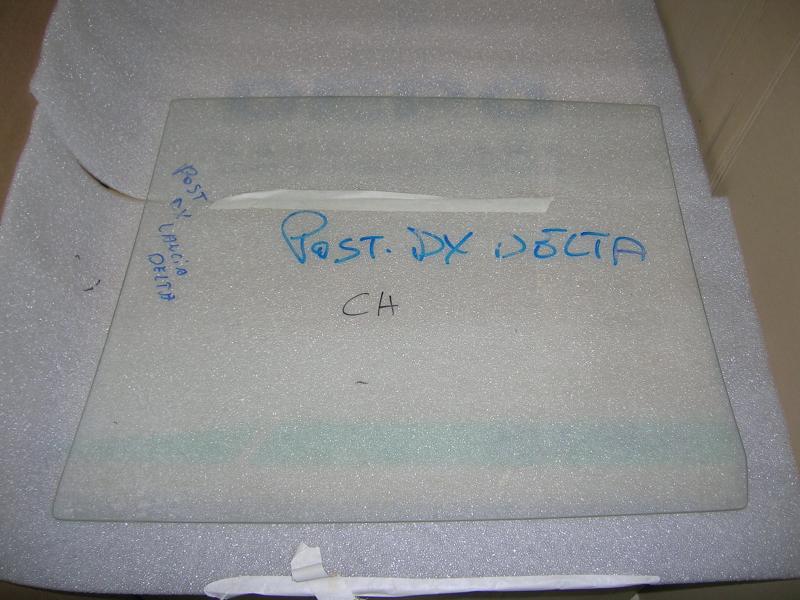 POST
DX
LANCIA
DELTA
POST. DX DELTA
CH